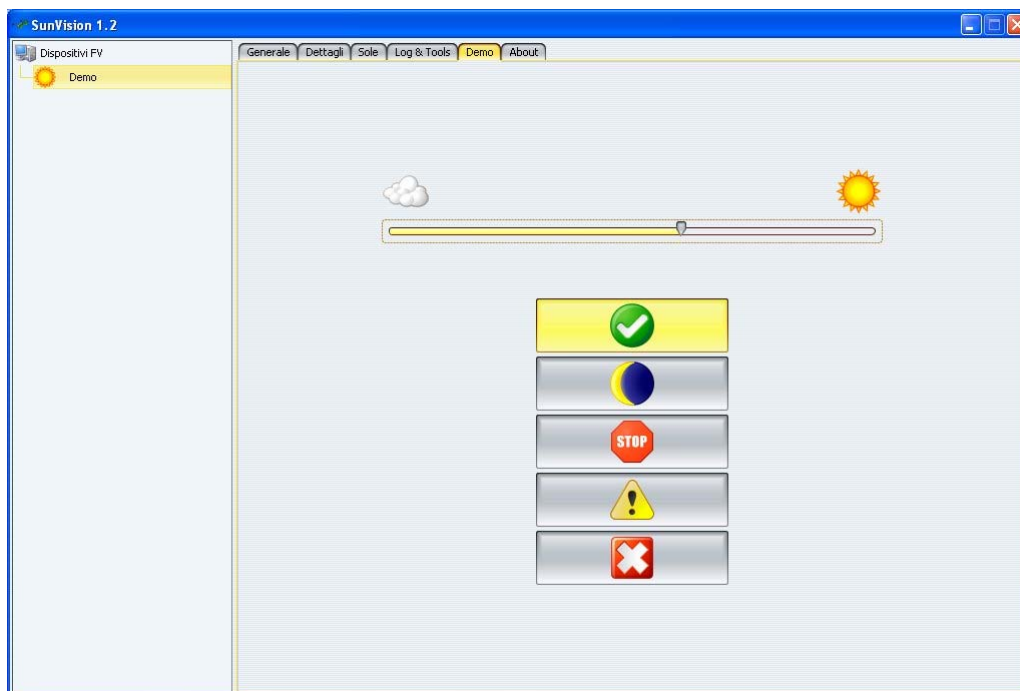 SunVision 1.2
Dispositivi FV
Demo
Generale Dettagli Sole Log & Tools Demo About
STOP